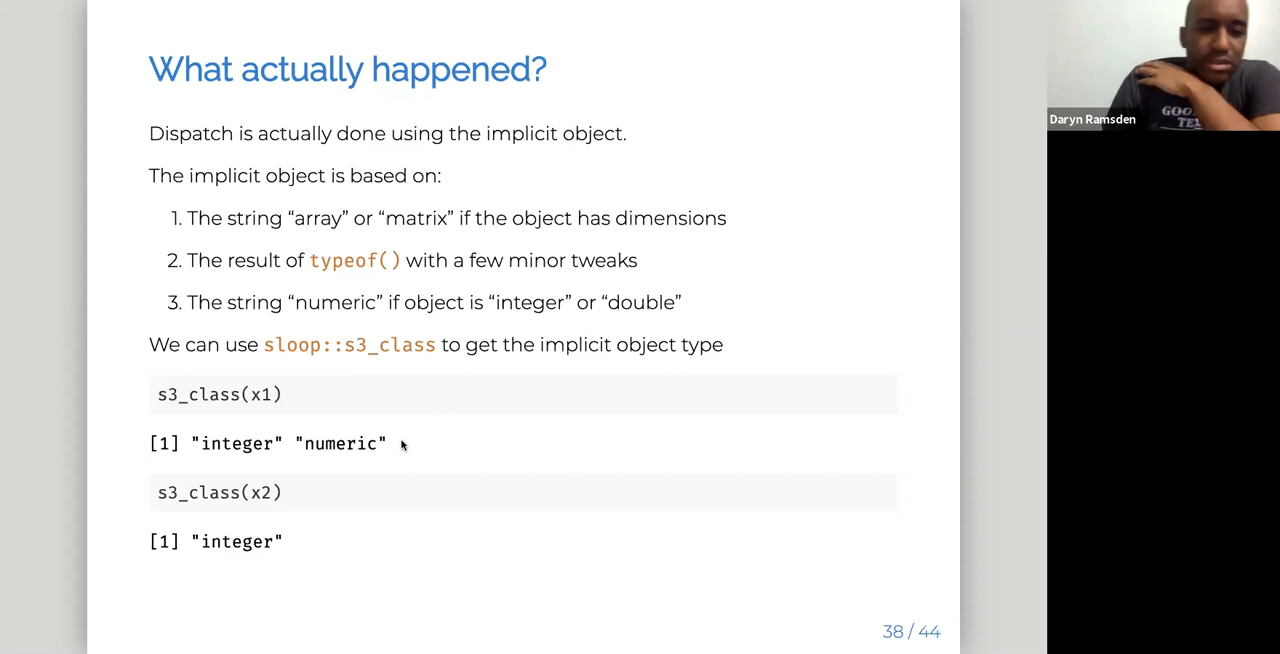 What actually happened?
Dispatch is actually done using the implicit object.
The implicit object is based on:
1. The string “array” or “matrix” if the object has dimensions
2. The result of typeof() with a few minor tweaks
3. The string “numeric” if object is “integer” or “double”
We can use sloop::s3_class to get the implicit object type
s3_class(x1)
[1] "integer" "numeric"
s3_class(x2)
[1] "integer"
38 / 44
Daryn Ramsden